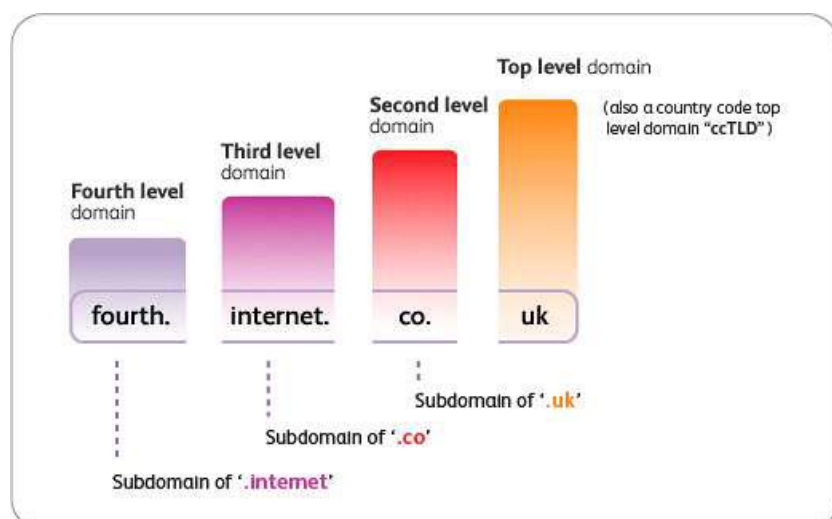 Top level domain
(also a country code top
level domain "ccTLD")
Second level
domain
Third level
domain
Fourth level
domain
fourth. internet. co. uk
Subdomain of '.uk'
Subdomain of '.co'
Subdomain of '.internet'